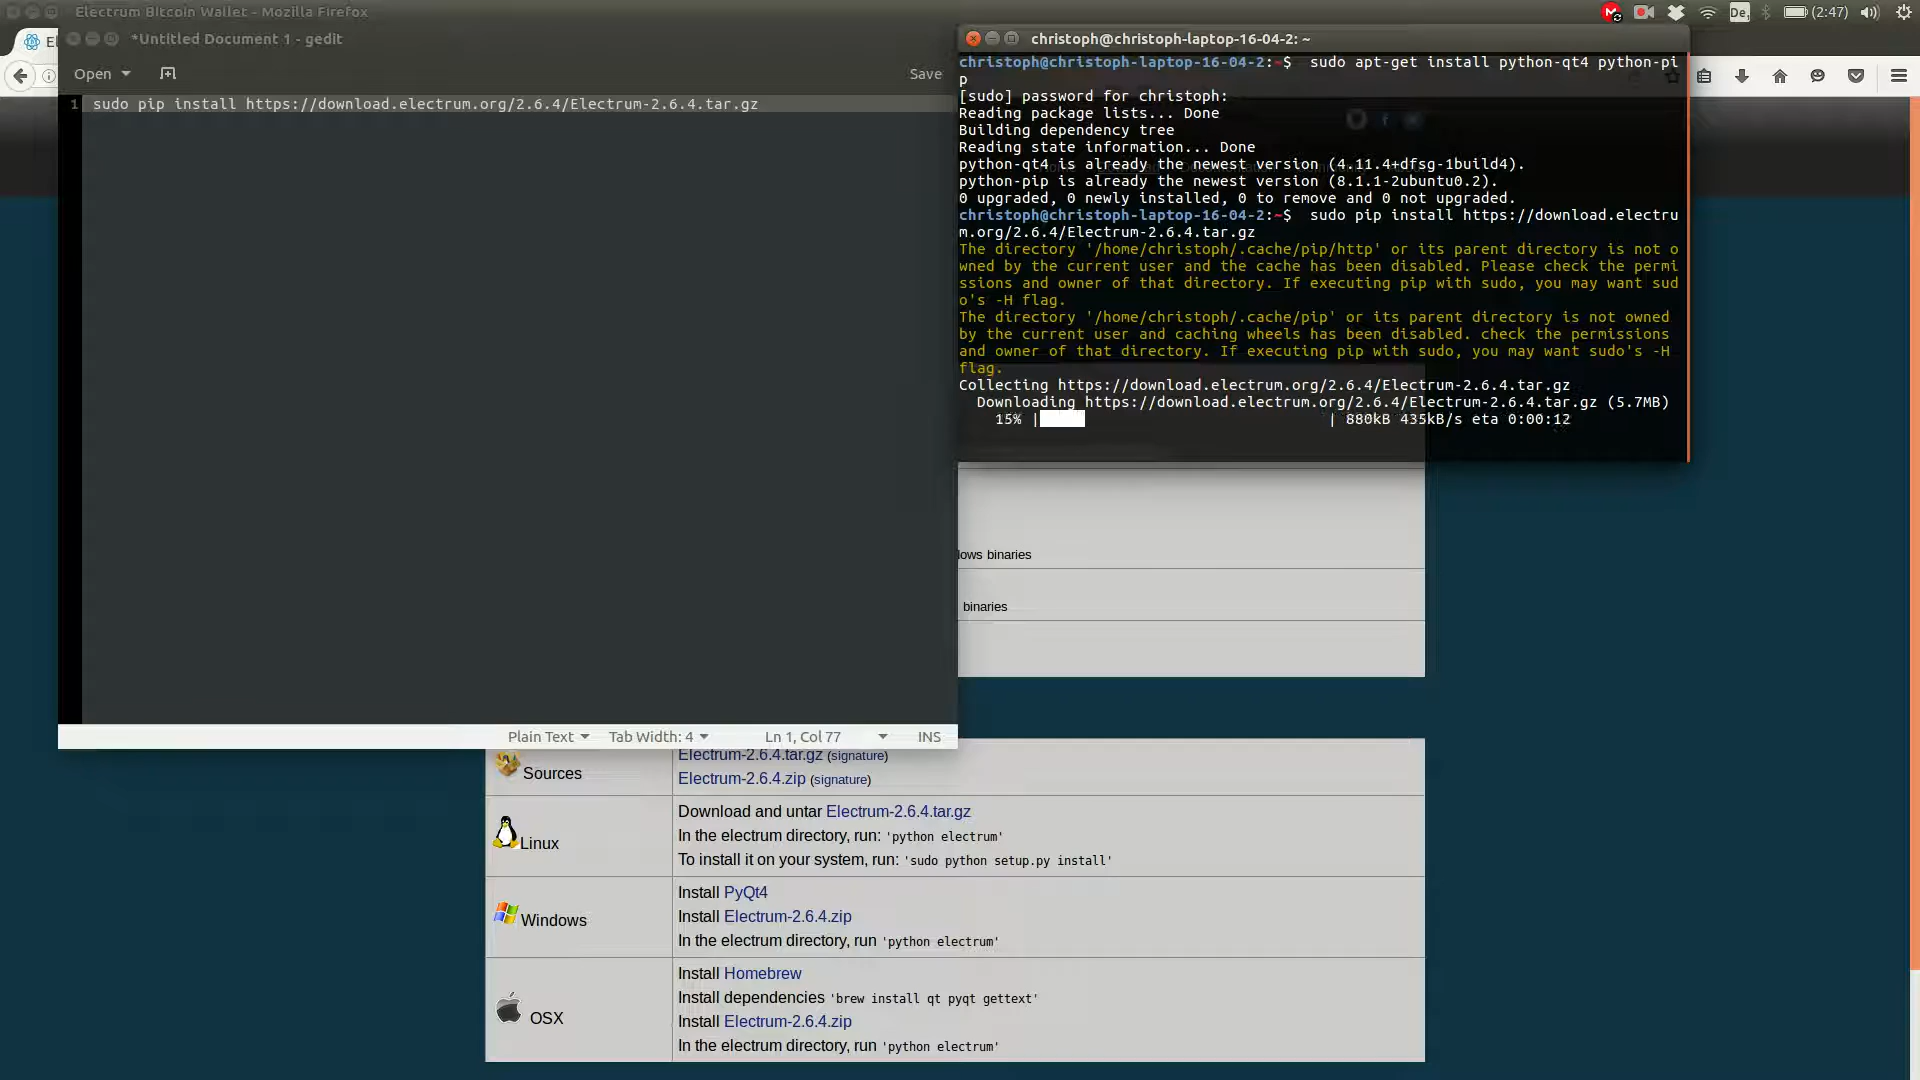 Electrum Bitcoin Wallet - Mozilla Firefox
De
(2:47)
El
*Untitled Document 1 - gedit
Open
Save
1 sudo pip install https://download.electrum.org/2.6.4/Electrum-2.6.4.tar.gz
Plain Text
Tab Width: 4
Ln 1, Col 77
INS
christoph@christoph-laptop-16-04-2: ~
christoph@christoph-laptop-16-04-2:~$  sudo apt-get install python-qt4 python-pi
p
[sudo] password for christoph:
Reading package lists... Done
Building dependency tree
Reading state information... Done
python-qt4 is already the newest version (4.11.4+dfsg-1build4).
python-pip is already the newest version (8.1.1-2ubuntu0.2).
0 upgraded, 0 newly installed, 0 to remove and 0 not upgraded.
christoph@christoph-laptop-16-04-2:~$  sudo pip install https://download.electru
m.org/2.6.4/Electrum-2.6.4.tar.gz
The directory '/home/christoph/.cache/pip/http' or its parent directory is not o
wned by the current user and the cache has been disabled. Please check the permi
ssions and owner of that directory. If executing pip with sudo, you may want sud
o's -H flag.
The directory '/home/christoph/.cache/pip' or its parent directory is not owned
by the current user and caching wheels has been disabled. check the permissions
and owner of that directory. If executing pip with sudo, you may want sudo's -H
flag.
Collecting https://download.electrum.org/2.6.4/Electrum-2.6.4.tar.gz
Downloading https://download.electrum.org/2.6.4/Electrum-2.6.4.tar.gz (5.7MB)
15% | | 880kB 435kB/s eta 0:00:12
lows binaries
binaries
Sources
Electrum-2.6.4.tar.gz (signature)
Electrum-2.6.4.zip (signature)
Linux
Download and untar Electrum-2.6.4.tar.gz
In the electrum directory, run: 'python electrum'
To install it on your system, run: 'sudo python setup.py install'
Windows
Install PyQt4
Install Electrum-2.6.4.zip
In the electrum directory, run 'python electrum'
OSX
Install Homebrew
Install dependencies 'brew install qt pyqt gettext'
Install Electrum-2.6.4.zip
In the electrum directory, run 'python electrum'